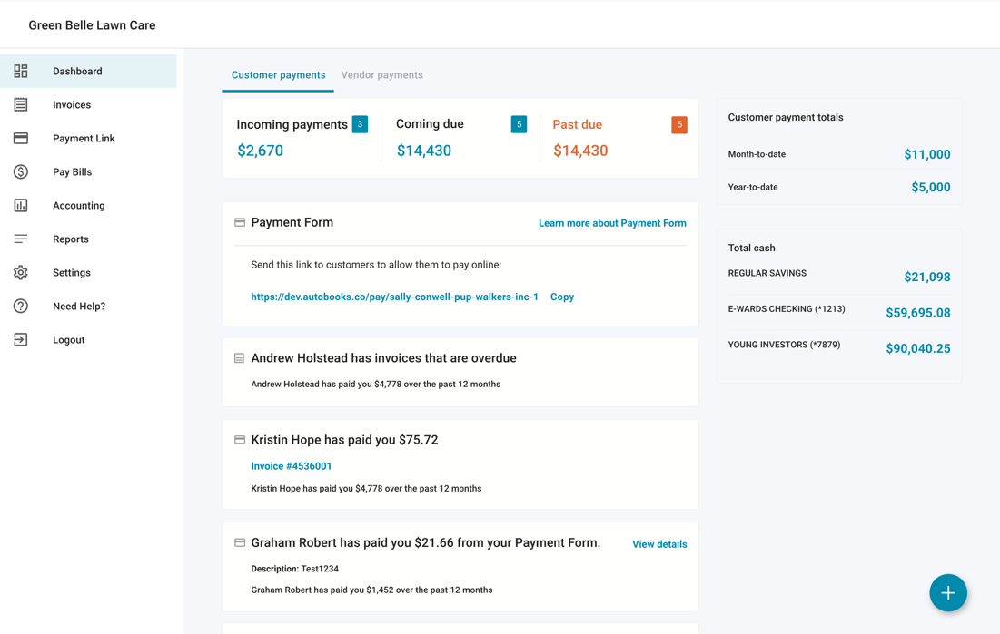 Green Belle Lawn Care
Dashboard
Invoices
Payment Link
Pay Bills
Accounting
Reports
Settings
Need Help?
Logout
Customer payments
Vendor payments
Incoming payments 3
$2,670
Coming due 5
$14,430
Past due 5
$14,430
Payment Form
Learn more about Payment Form
Send this link to customers to allow them to pay online:
https://dev.autobooks.co/pay/sally-conwell-pup-walkers-inc-1 Copy
Andrew Holstead has invoices that are overdue
Andrew Holstead has paid you $4,778 over the past 12 months
Kristin Hope has paid you $75.72
Invoice #4536001
Kristin Hope has paid you $4,778 over the past 12 months
Graham Robert has paid you $21.66 from your Payment Form.
View details
Description: Test1234
Graham Robert has paid you $1,452 over the past 12 months
Customer payment totals
Month-to-date $11,000
Year-to-date $5,000
Total cash
REGULAR SAVINGS $21,098
E-WARDS CHECKING (*1213) $59,695.08
YOUNG INVESTORS (*7879) $90,040.25